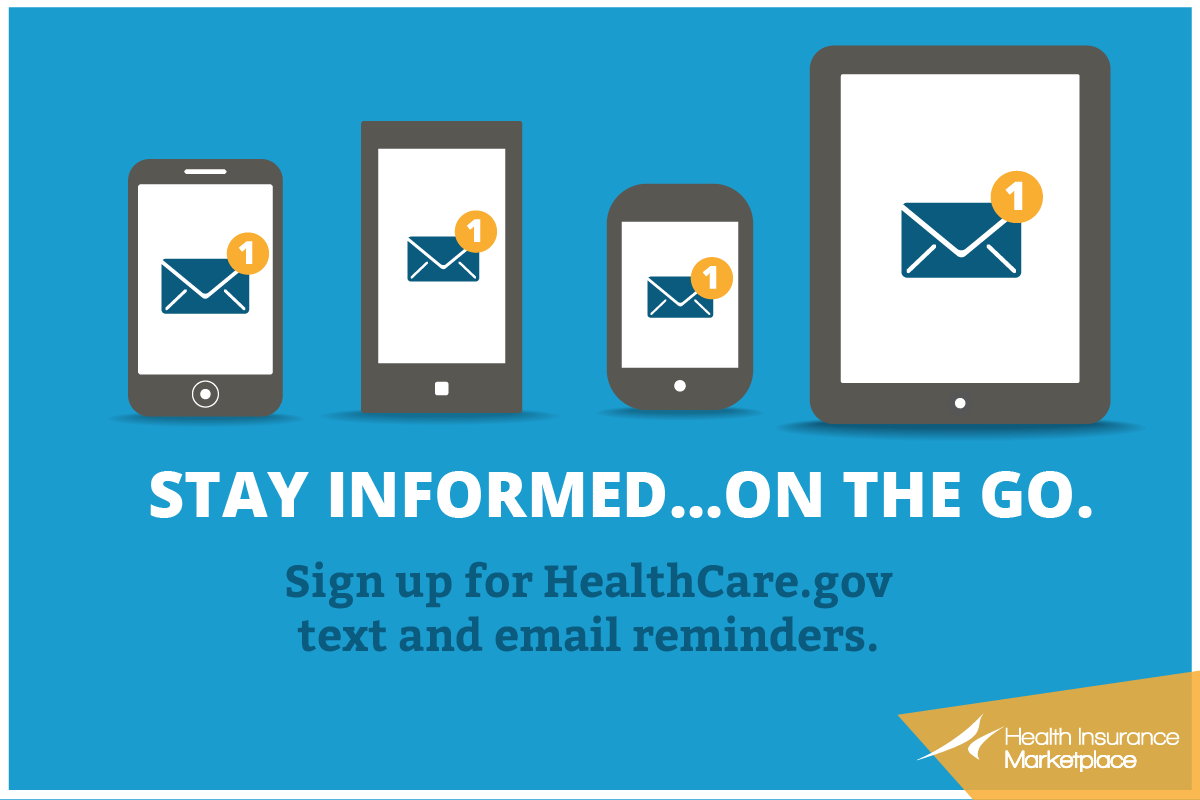 1
1
1
1
STAY INFORMED...ON THE GO.
Sign up for HealthCare.gov
text and email reminders.
Health Insurance
Marketplace